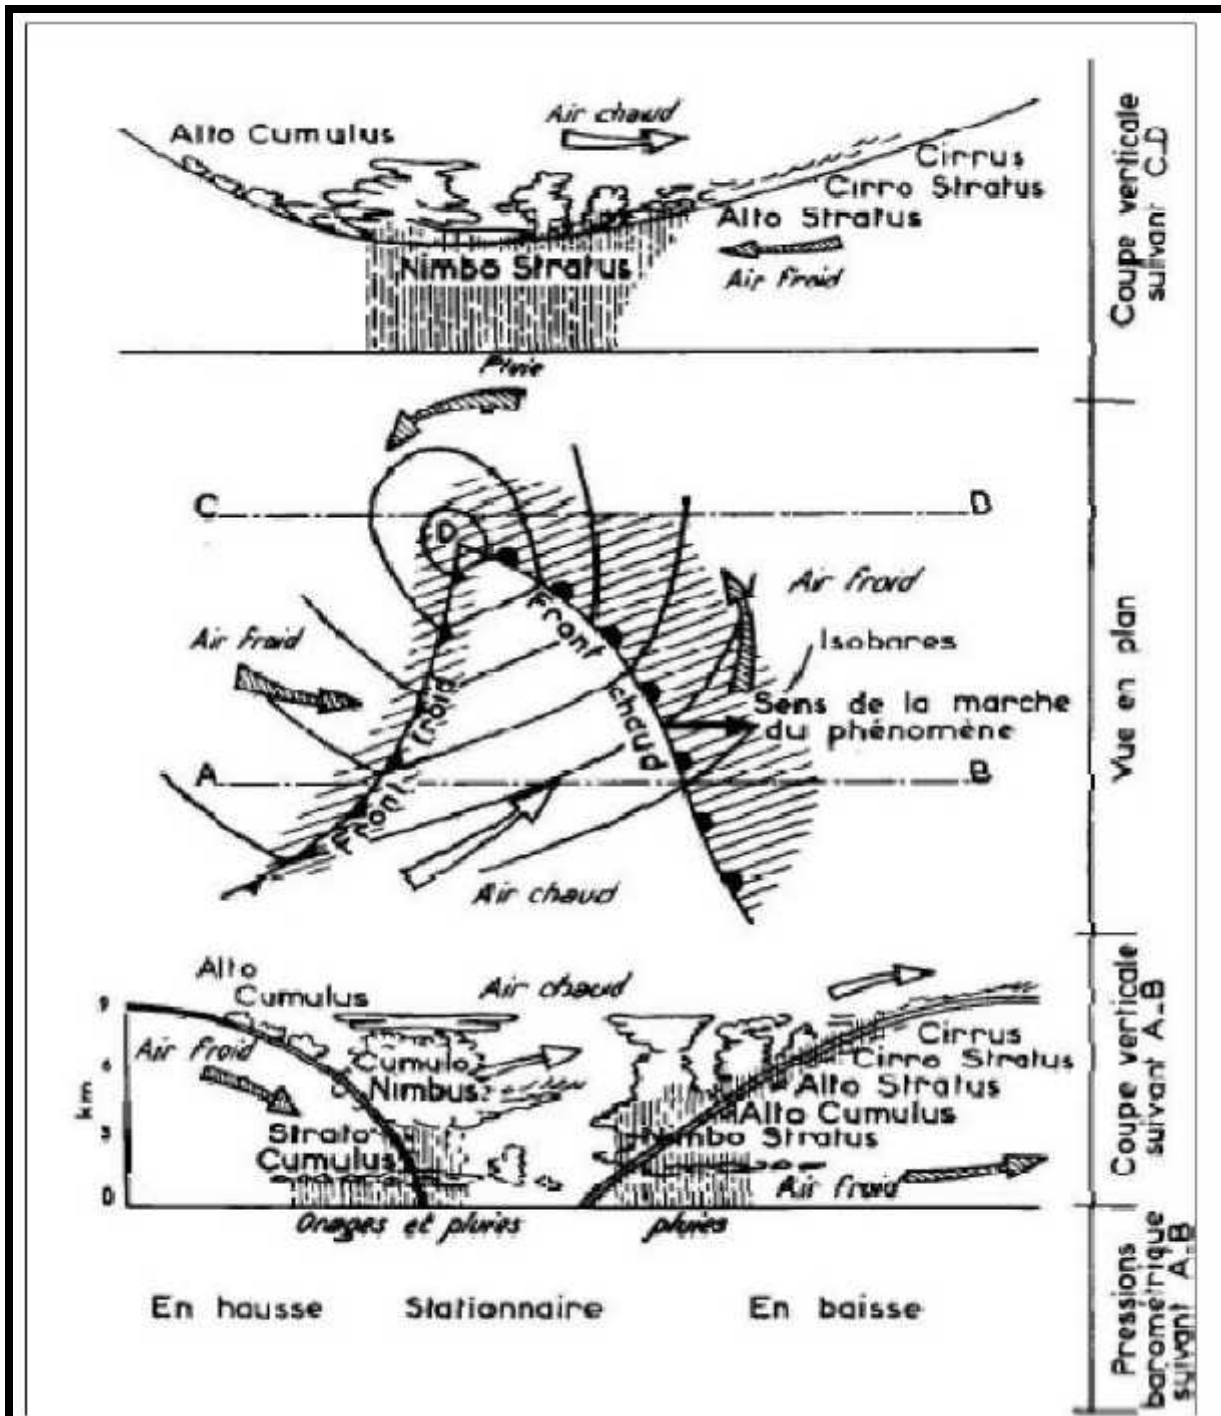 Air chaud
Alto Cumulus
Cirrus
Cirro Stratus
Alto Stratus
Nimbo Stratus
Air froid
Coupe verticale
suivant C_D
Pluie
C
D
D
Air froid
Air froid
Front
chaud
Isobares
Front froid
Sens de la marche
du phénomène
A
B
Air chaud
Vue en plan
Alto
Cumulus
Air chaud
9
Air froid
Cumulo
Nimbus
Cirrus
Cirro Stratus
6
Alto Stratus
km
Alto Cumulus
3
Strato
Cumulus
Nimbo Stratus
Air froid
0
Orages et pluies
pluies
Coupe verticale
suivant A_B
En hausse
Stationnaire
En baisse
Pressions
barométrique
suivant A_B